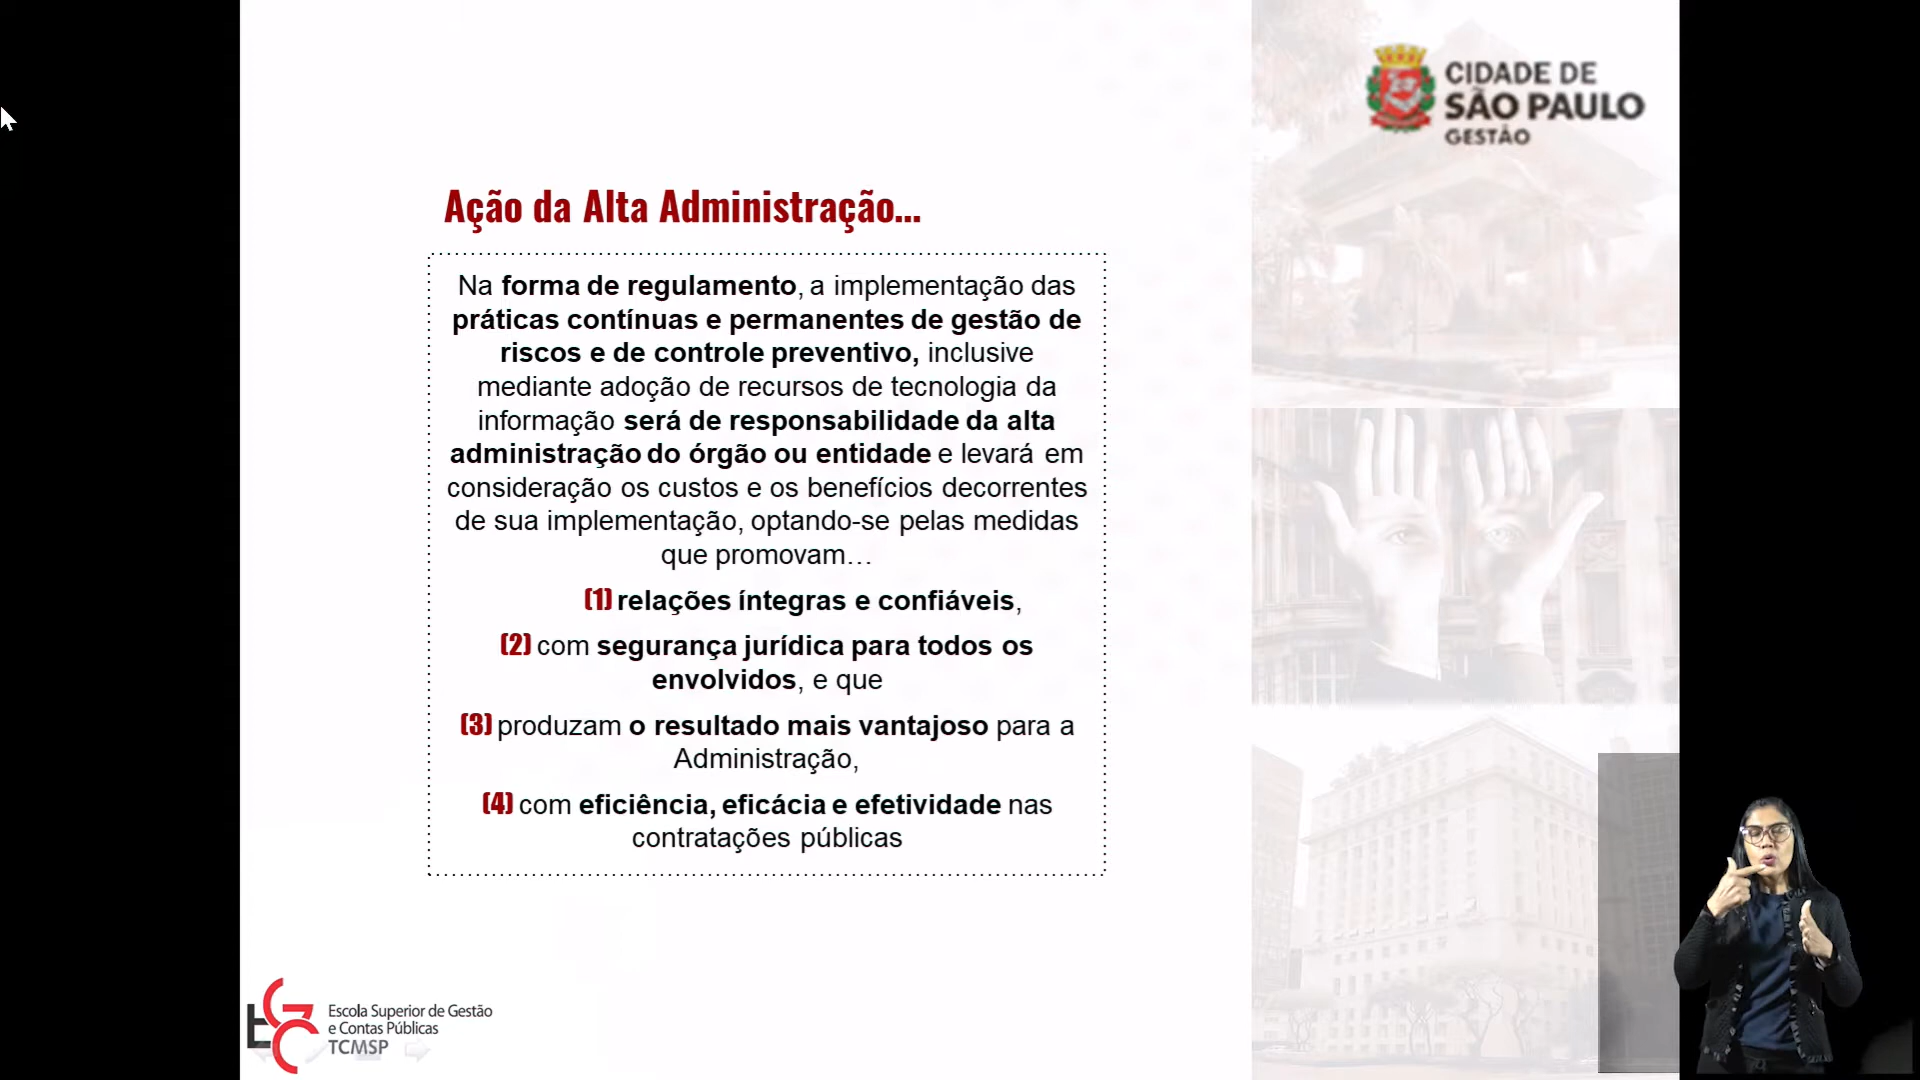 CIDADE DE
SÃO PAULO
GESTÃO
Ação da Alta Administração...
Na forma de regulamento, a implementação das
práticas contínuas e permanentes de gestão de
riscos e de controle preventivo, inclusive
mediante adoção de recursos de tecnologia da
informação será de responsabilidade da alta
administração do órgão ou entidade e levará em
consideração os custos e os benefícios decorrentes
de sua implementação, optando-se pelas medidas
que promovam…
(1) relações íntegras e confiáveis,
(2) com segurança jurídica para todos os
envolvidos, e que
(3) produzam o resultado mais vantajoso para a
Administração,
(4) com eficiência, eficácia e efetividade nas
contratações públicas
EGC
Escola Superior de Gestão
e Contas Públicas
TCMSP